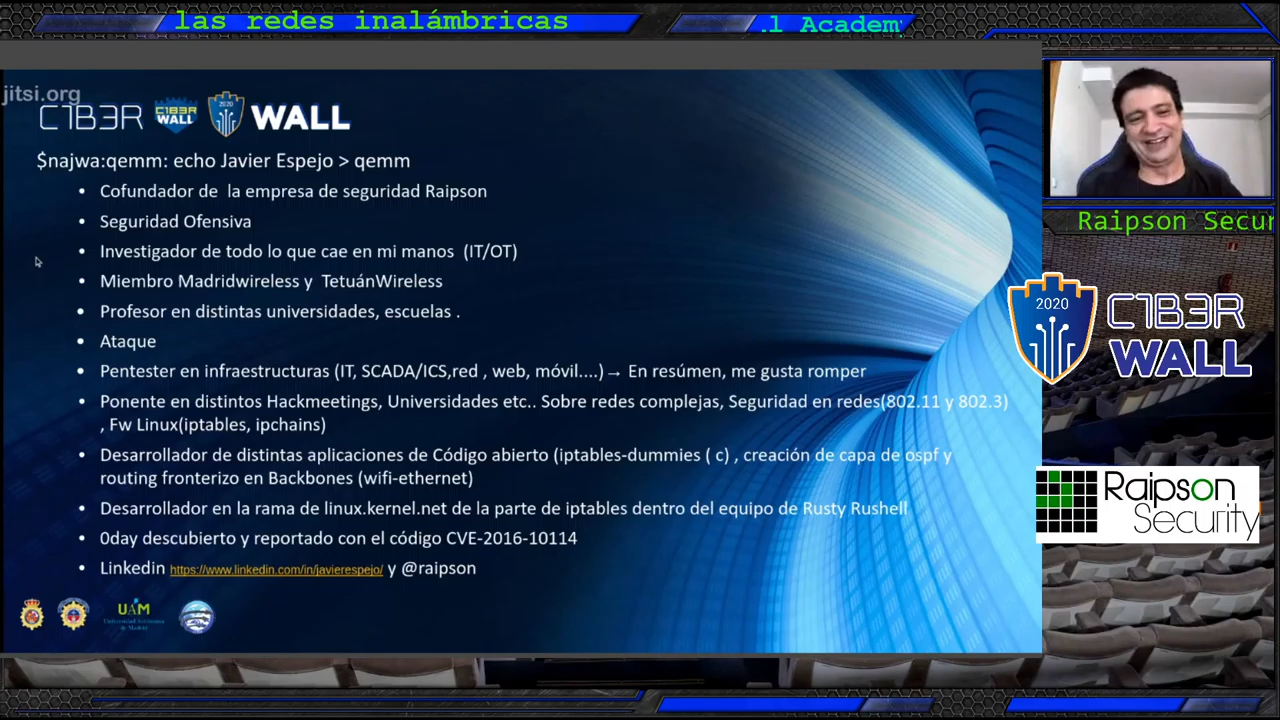 las redes inalámbricas
l Academ
jitsi.org
C1B3R
C1B3R
WALL
2020
WALL
$najwa:qemm: echo Javier Espejo > qemm
• Cofundador de la empresa de seguridad Raipson
• Seguridad Ofensiva
• Investigador de todo lo que cae en mi manos (IT/OT)
• Miembro Madridwireless y TetuánWireless
• Profesor en distintas universidades, escuelas .
• Ataque
• Pentester en infraestructuras (IT, SCADA/ICS,red , web, móvil....)→ En resúmen, me gusta romper
• Ponente en distintos Hackmeetings, Universidades etc.. Sobre redes complejas, Seguridad en redes(802.11 y 802.3)
, Fw Linux(iptables, ipchains)
• Desarrollador de distintas aplicaciones de Código abierto (iptables-dummies ( c) , creación de capa de ospf y
routing fronterizo en Backbones (wifi-ethernet)
• Desarrollador en la rama de linux.kernel.net de la parte de iptables dentro del equipo de Rusty Rushell
• 0day descubierto y reportado con el código CVE-2016-10114
• Linkedin https://www.linkedin.com/in/javierespejo/ y @raipson
UAM
Universidad Autónoma
de Madrid
Raipson Secur
2020
C1B3R
WALL
Raipson
Security